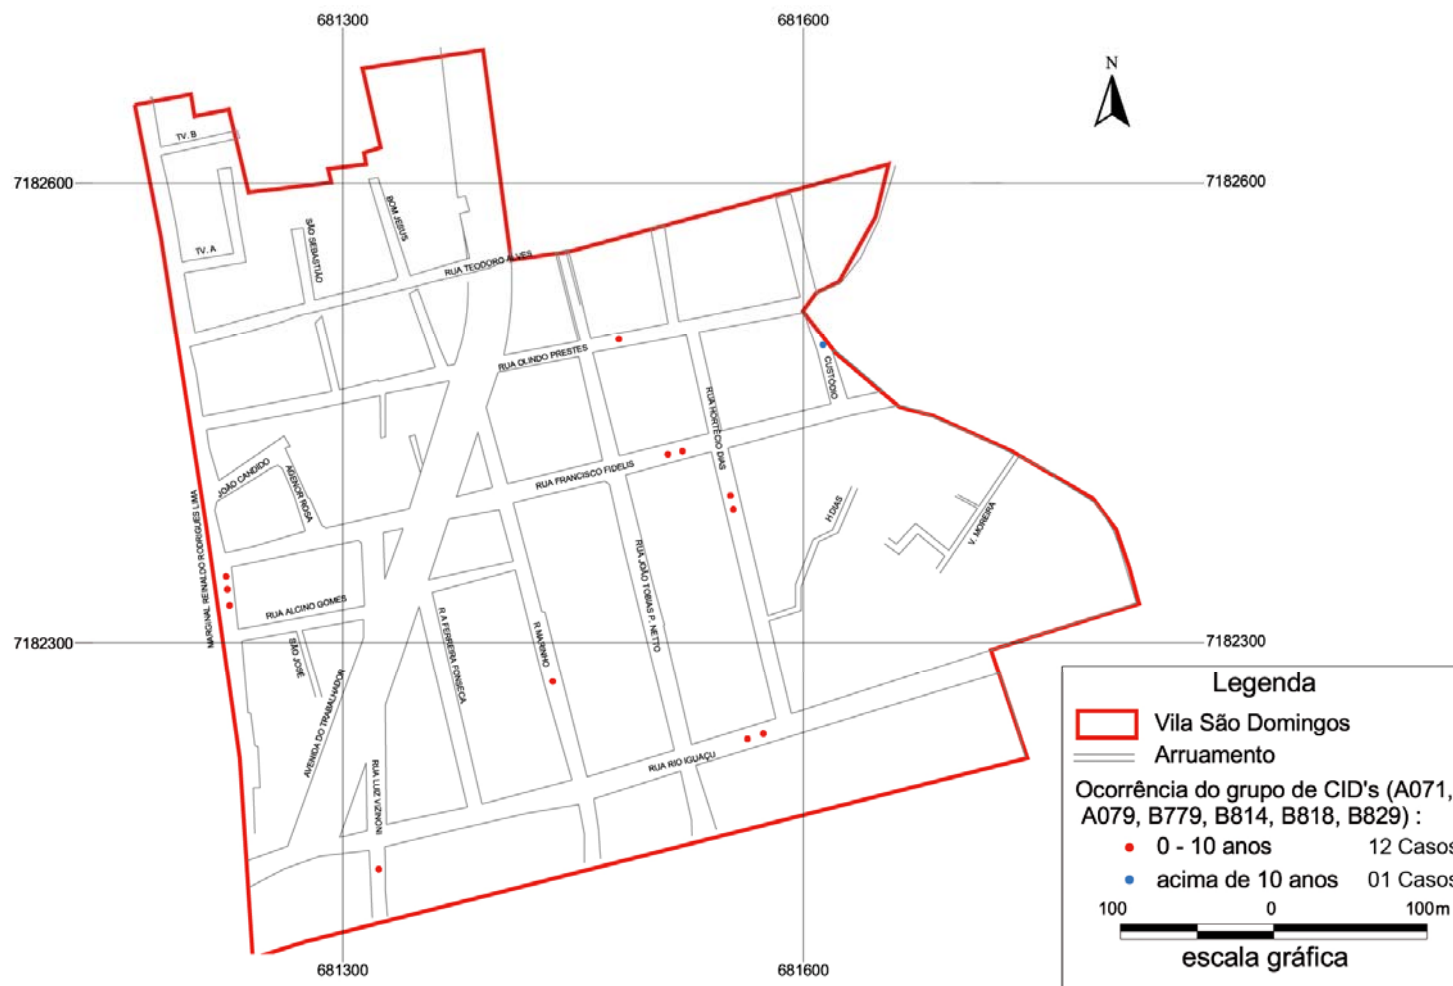 681300
681600
N
7182600
7182600
TV. B
TV. A
SÃO SEBASTIÃO
BOM JESUS
RUA TEODORO ALVES
RUA OLINDO PRESTES
CUSTÓDIO
RUA HORTÊCIO DIAS
JOÃO CANDIDO
AGENOR ROSA
RUA FRANCISCO FIDELIS
H DIAS
V. MOREIRA
MARGINAL REINALDO RODRIGUES LIMA
RUA ALCINO GOMES
SÃO JOSÉ
R A FERREIRA FONSECA
R MARINHO
RUA JOÃO TOBIAS P. NETTO
7182300
7182300
AVENIDA DO TRABALHADOR
RUA RIO IGUAÇU
RUA LUIZ VIZINONI
Legenda
Vila São Domingos
Arruamento
Ocorrência do grupo de CID's (A071,
A079, B779, B814, B818, B829) :
0 - 10 anos 12 Casos
acima de 10 anos 01 Casos
100 0 100m
escala gráfica
681300
681600